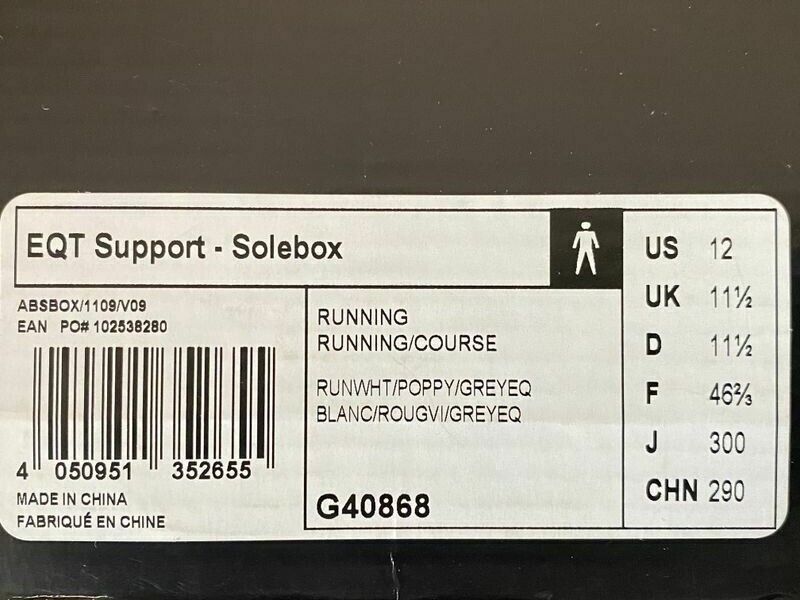 EQT Support - Solebox
ABSBOX/1109/V09
EAN PO# 102538280
4 050951 352655
MADE IN CHINA
FABRIQUÉ EN CHINE
RUNNING
RUNNING/COURSE
RUNWHT/POPPY/GREYEQ
BLANC/ROUGVI/GREYEQ
G40868
US 12
UK 11½
D 11½
F 46⅔
J 300
CHN 290